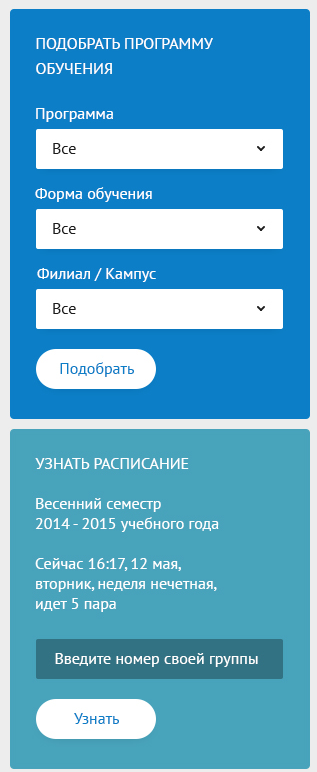 ПОДОБРАТЬ ПРОГРАММУ
ОБУЧЕНИЯ
Программа
Все
Форма обучения
Все
Филиал / Кампус
Все
Подобрать
УЗНАТЬ РАСПИСАНИЕ
Весенний семестр
2014 - 2015 учебного года
Сейчас 16:17, 12 мая,
вторник, неделя нечетная,
идет 5 пара
Введите номер своей группы
Узнать